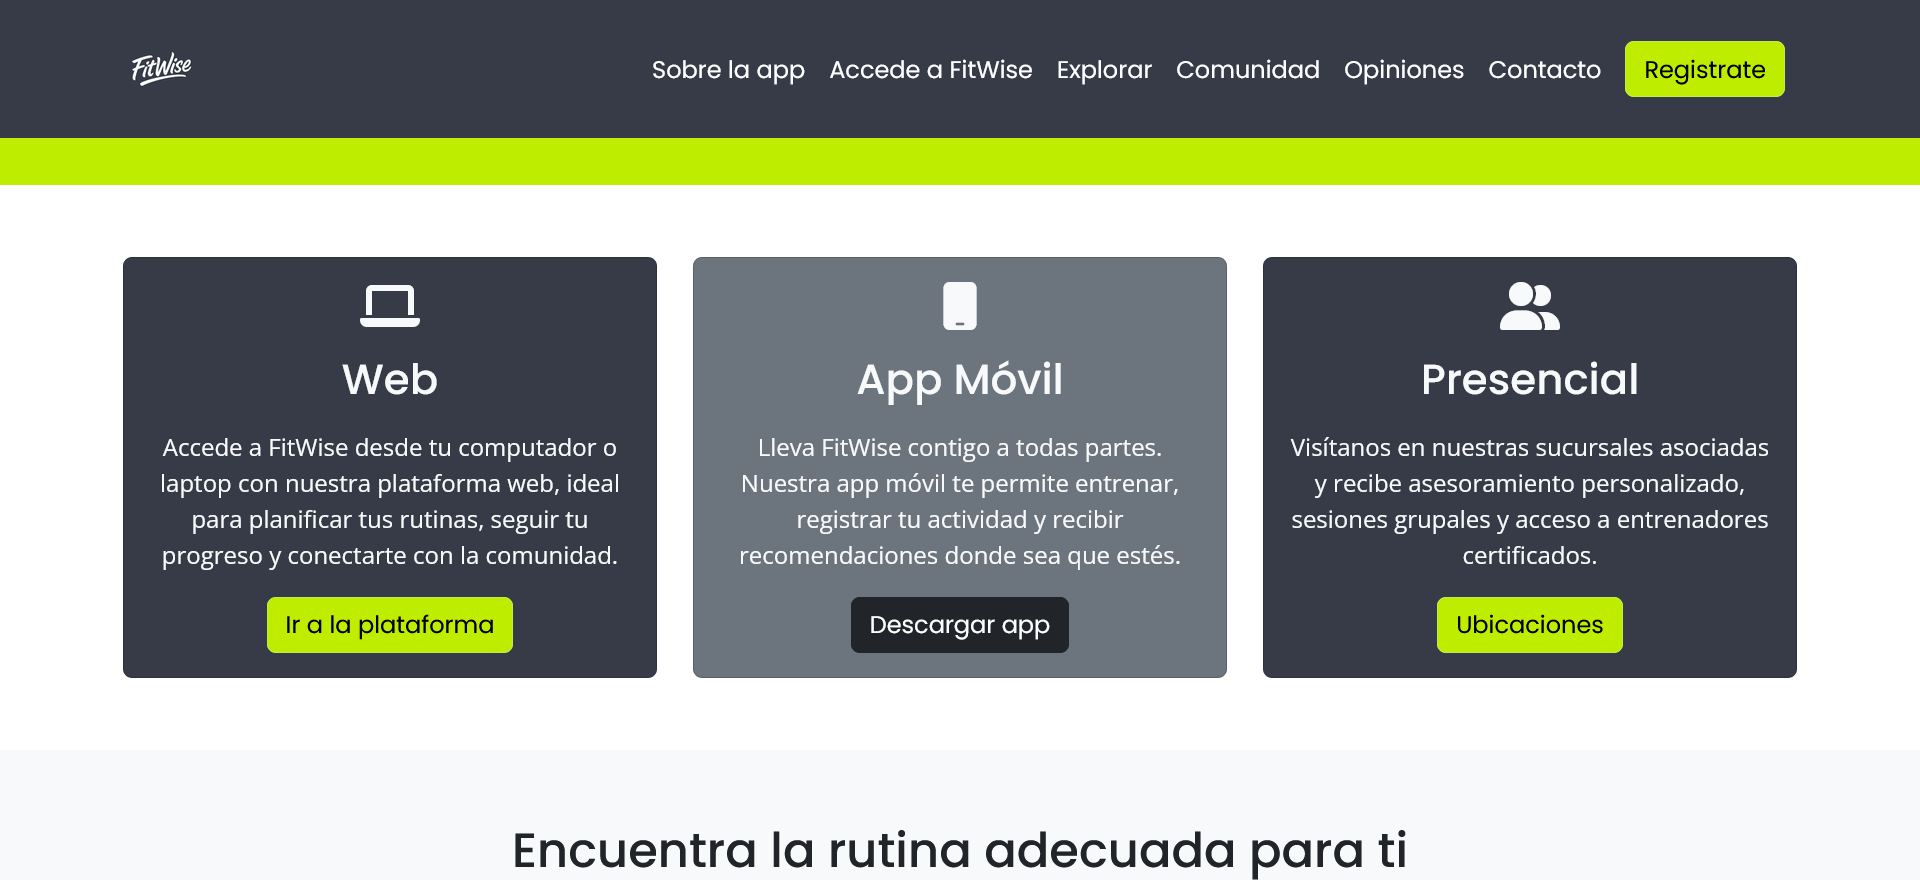 FitWise
Sobre la app
Accede a FitWise
Explorar
Comunidad
Opiniones
Contacto
Registrate
Web
Accede a FitWise desde tu computador o
laptop con nuestra plataforma web, ideal
para planificar tus rutinas, seguir tu
progreso y conectarte con la comunidad.
Ir a la plataforma
App Móvil
Lleva FitWise contigo a todas partes.
Nuestra app móvil te permite entrenar,
registrar tu actividad y recibir
recomendaciones donde sea que estés.
Descargar app
Presencial
Visítanos en nuestras sucursales asociadas
y recibe asesoramiento personalizado,
sesiones grupales y acceso a entrenadores
certificados.
Ubicaciones
Encuentra la rutina adecuada para ti